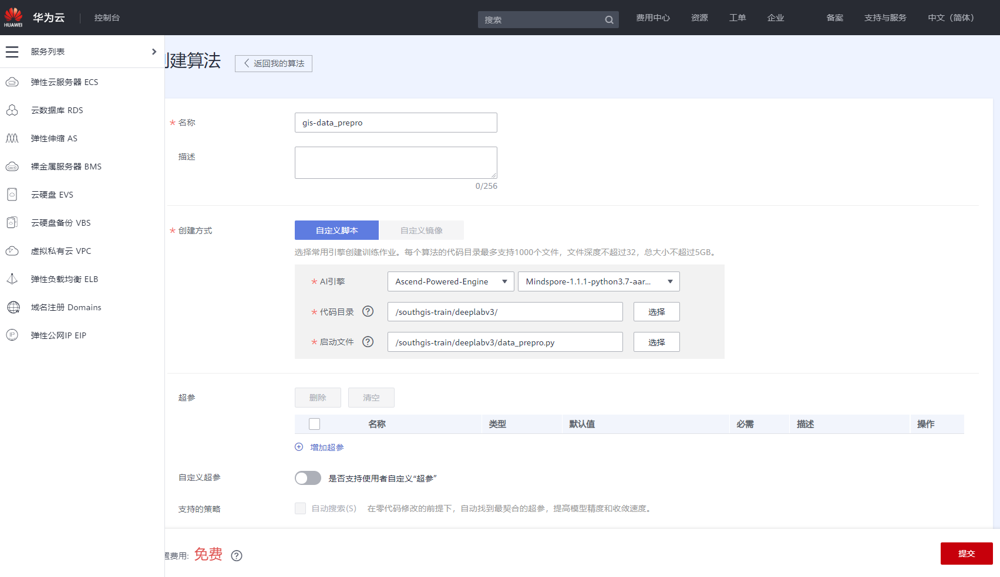 HUAWEI
华为云
控制台
搜索
费用中心
资源
工单
企业
备案
支持与服务
中文（简体）
服务列表
弹性云服务器 ECS
云数据库 RDS
弹性伸缩 AS
裸金属服务器 BMS
云硬盘 EVS
云硬盘备份 VBS
虚拟私有云 VPC
弹性负载均衡 ELB
域名注册 Domains
弹性公网IP EIP
创建算法
返回我的算法
* 名称
gis-data_prepro
描述
0/256
* 创建方式
自定义脚本
自定义镜像
选择常用引擎创建训练作业。每个算法的代码目录最多支持1000个文件，文件深度不超过32，总大小不超过5GB。
* AI引擎
Ascend-Powered-Engine
Mindspore-1.1.1-python3.7-aar...
* 代码目录
/southgis-train/deeplabv3/
选择
* 启动文件
/southgis-train/deeplabv3/data_prepro.py
选择
超参
删除
清空
名称 类型 默认值 必需 描述 操作
增加超参
自定义超参
是否支持使用者自定义“超参”
支持的策略
自动搜索(S)
在零代码修改的前提下，自动找到最契合的超参，提高模型精度和收敛速度。
置费用: 免费
提交